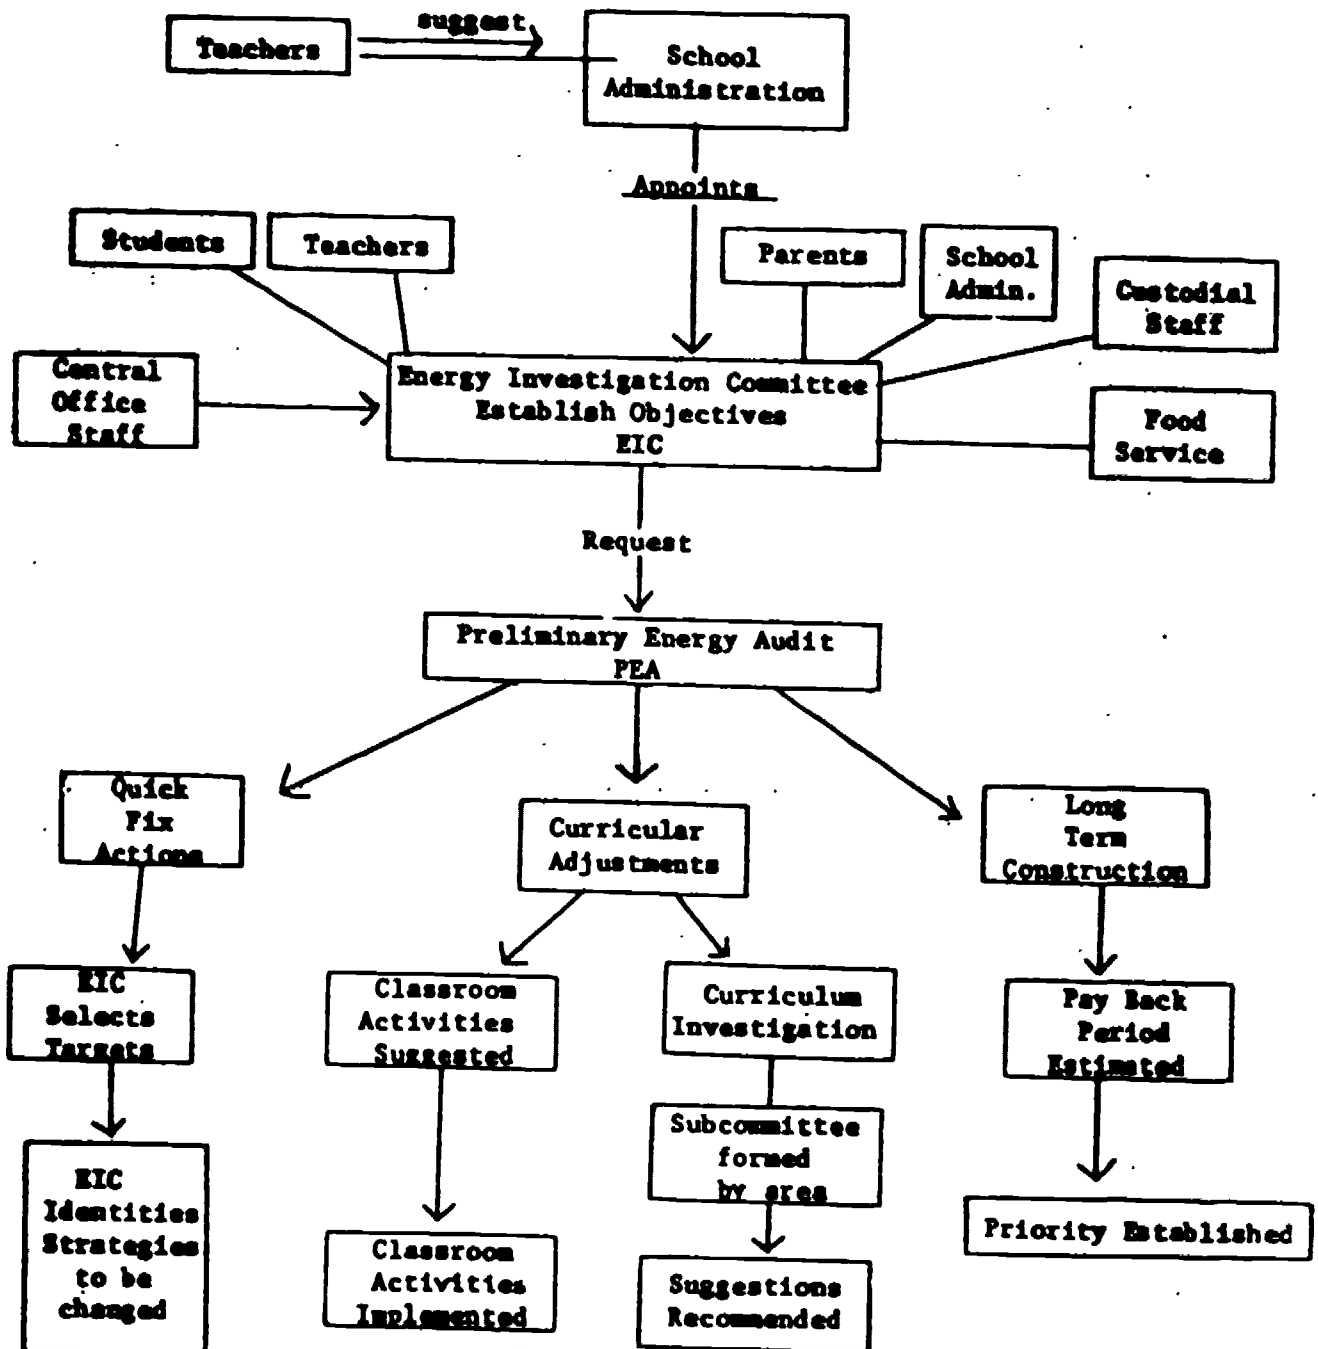 suggest
Teachers
School
Administration
Appoints
Students
Teachers
Parents
School
Admin.
Custodial
Staff
Central
Office
Staff
Energy Investigation Committee
Establish Objectives
EIC
Food
Service
Request
Preliminary Energy Audit
PEA
Quick
Fix
Actions
Curricular
Adjustments
Long
Term
Construction
EIC
Selects
Targets
Classroom
Activities
Suggested
Curriculum
Investigation
Pay Back
Period
Estimated
Subcommittee
formed
by area
EIC
Identities
Strategies
to be
changed
Classroom
Activities
Implemented
Suggestions
Recommended
Priority Established